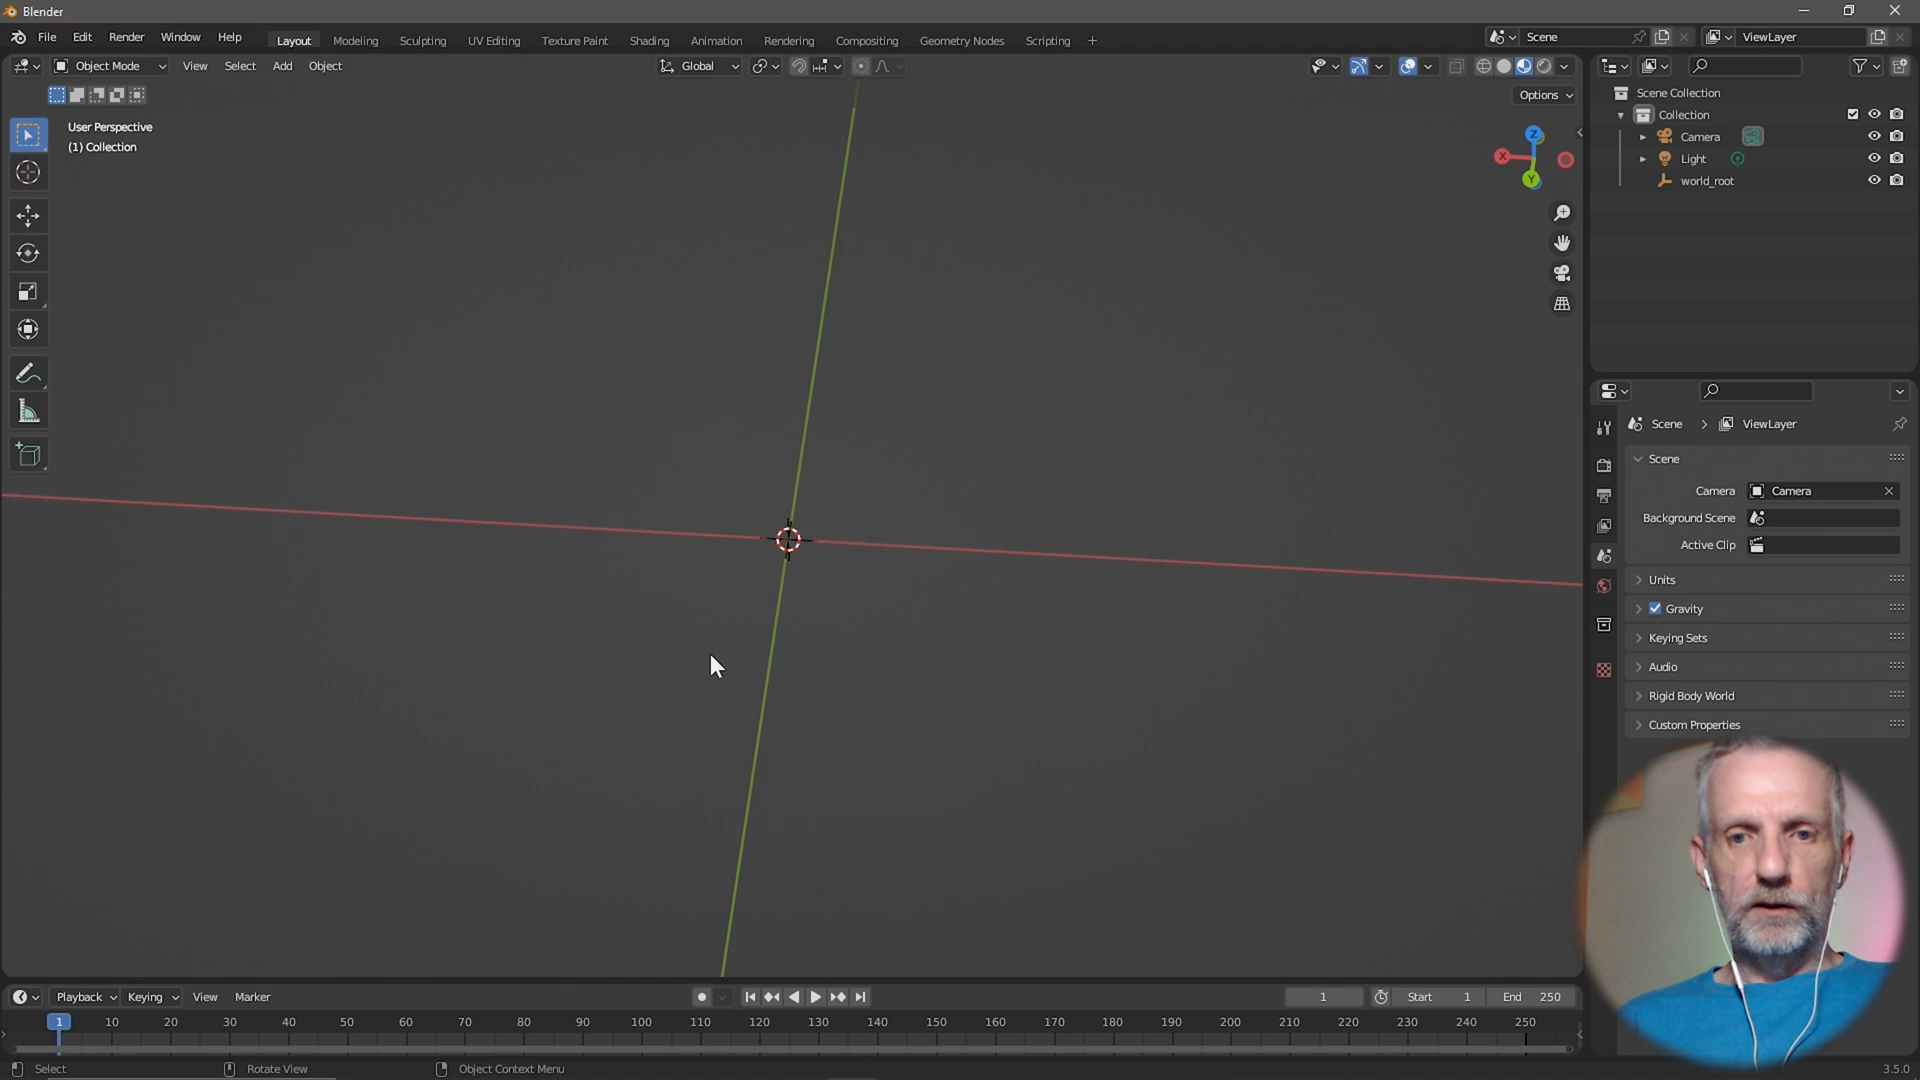 Blender
File Edit Render Window Help Layout Modeling Sculpting UV Editing Texture Paint Shading Animation Rendering Compositing Geometry Nodes Scripting + Scene ViewLayer
Object Mode View Select Add Object Global
Options
User Perspective
(1) Collection
Z
X
Y
Scene Collection
Collection
Camera
Light
world_root
Scene > ViewLayer
Scene
Camera Camera
Background Scene
Active Clip
Units
Gravity
Keying Sets
Audio
Rigid Body World
Custom Properties
Playback Keying View Marker 1 Start 1 End 250
1 10 20 30 40 50 60 70 80 90 100 110 120 130 140 150 160 170 180 190 200 210 220 230 240 250
Select Rotate View Object Context Menu 3.5.0